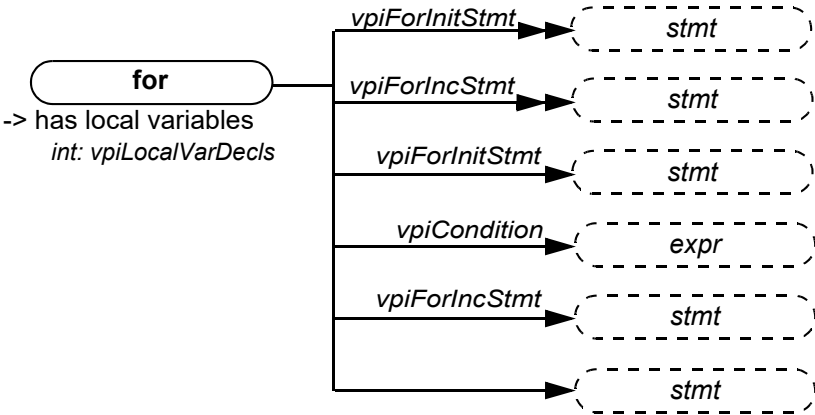 vpiForInitStmt
stmt
for
-> has local variables
int: vpiLocalVarDecls
vpiForIncStmt
stmt
vpiForInitStmt
stmt
vpiCondition
expr
vpiForIncStmt
stmt
stmt